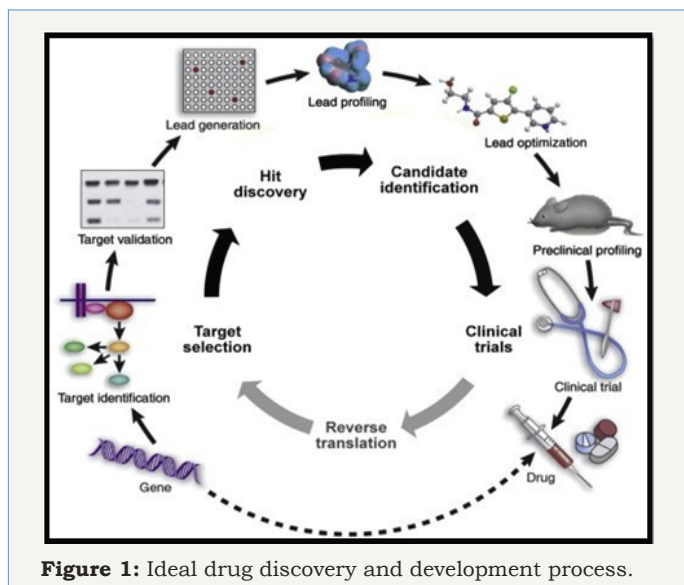 Lead profiling
Lead generation
Lead optimization
Hit
discovery
Candidate
identification
Target validation
Preclinical profiling
Target
selection
Clinical
trials
Target identification
Clinical trial
Reverse
translation
Gene
Drug
Figure 1: Ideal drug discovery and development process.